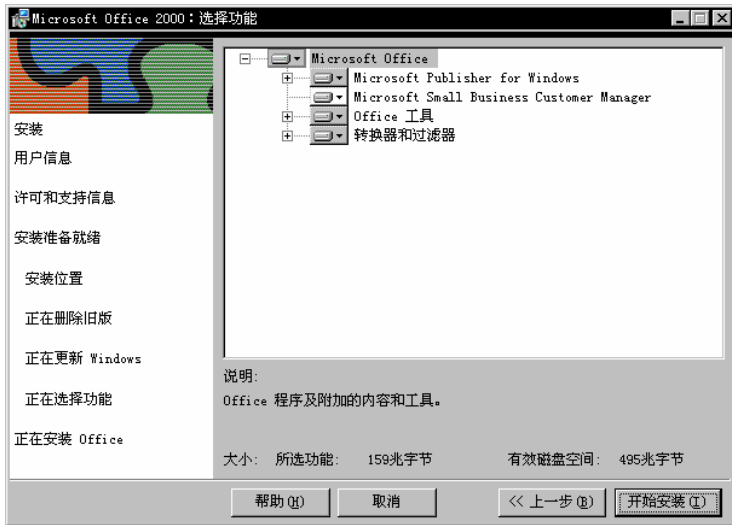 Microsoft Office 2000：选择功能
安装
用户信息
许可和支持信息
安装准备就绪
安装位置
正在删除旧版
正在更新 Windows
正在选择功能
正在安装 Office
Microsoft Office
Microsoft Publisher for Windows
Microsoft Small Business Customer Manager
Office 工具
转换器和过滤器
说明:
Office 程序及附加的内容和工具。
大小: 所选功能: 159兆字节 有效磁盘空间: 495兆字节
帮助(H) 取消 << 上一步(B) 开始安装(I)